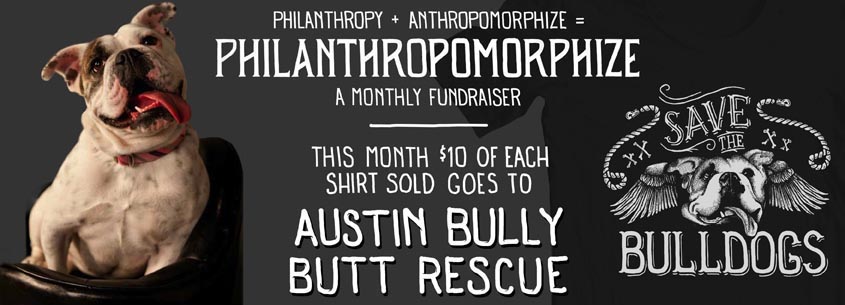 PHILANTHROPY + ANTHROPOMORPHIZE =
PHILANTHROPOMORPHIZE
A MONTHLY FUNDRAISER
THIS MONTH $10 OF EACH
SHIRT SOLD GOES TO
AUSTIN BULLY
BUTT RESCUE
SAVE
THE
BULLDOGS